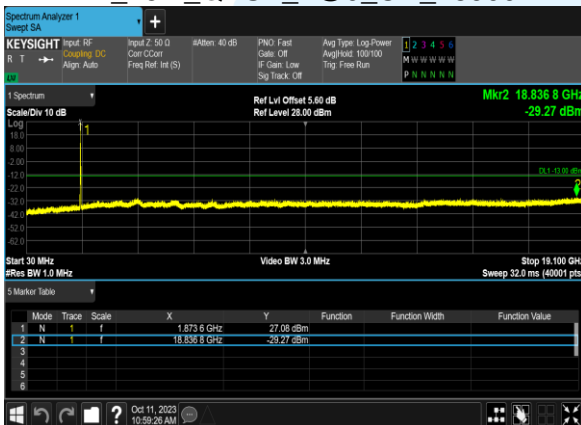 Spectrum Analyzer 1
Swept SA
KEYSIGHT
R T
LV
Input: RF
Coupling: DC
Align: Auto
Input Z: 50 Ω
Corr CCorr
Freq Ref: Int (S)
#Atten: 40 dB
PNO: Fast
Gate: Off
IF Gain: Low
Sig Track: Off
Avg Type: Log-Power
Avg|Hold: 100/100
Trig: Free Run
1 2 3 4 5 6
M W W W W W
P N N N N N
1 Spectrum
Scale/Div 10 dB
Ref Lvl Offset 5.60 dB
Ref Level 28.00 dBm
Mkr2 18.836 8 GHz
-29.27 dBm
Log
18.0
8.00
-2.00
-12.0
-22.0
-32.0
-42.0
-52.0
-62.0
1
DL1 -13.00 dBm
Start 30 MHz
#Res BW 1.0 MHz
Video BW 3.0 MHz
Stop 19.100 GHz
Sweep 32.0 ms (40001 pts)
5 Marker Table
Mode Trace Scale X Y Function Function Width Function Value
1 N 1 f 1.873 6 GHz 27.08 dBm
2 N 1 f 18.836 8 GHz -29.27 dBm
3
4
5
6
?
Oct 11, 2023
10:59:26 AM